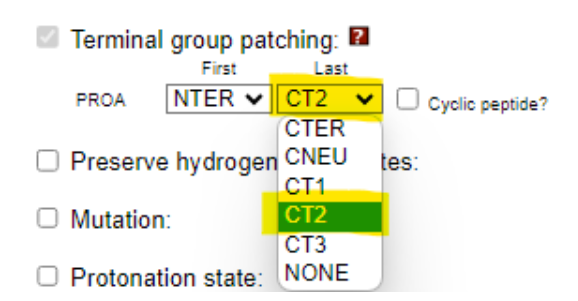 Terminal group patching: ?
First Last
PROA NTER CT2 Cyclic peptide?
CTER
Preserve hydrogen CNEU tes:
CT1
Mutation: CT2
CT3
Protonation state: NONE